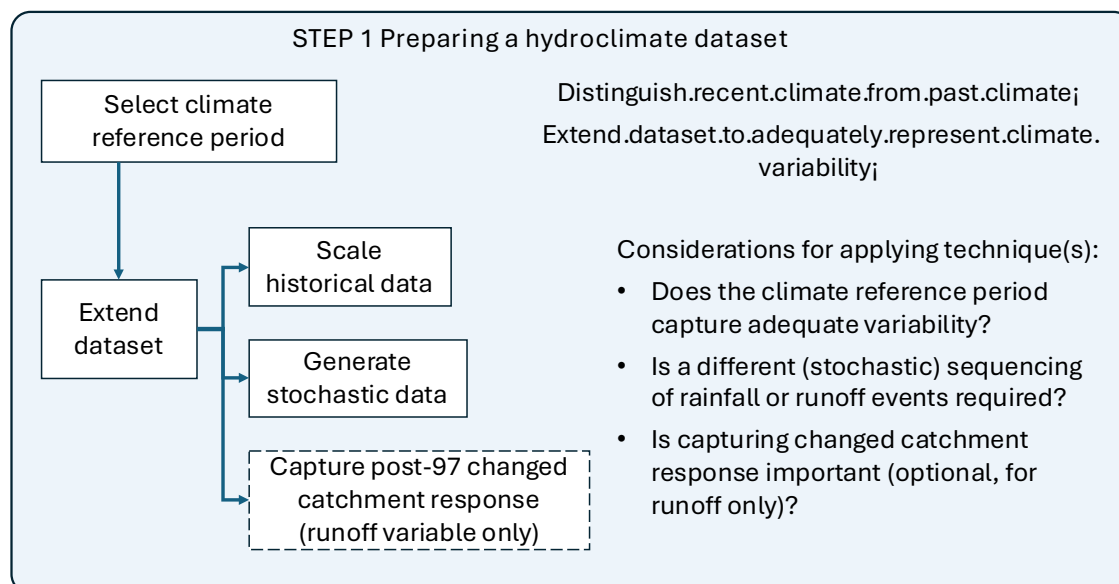 STEP 1 Preparing a hydroclimate dataset
Select climate
reference period
Extend
dataset
Scale
historical data
Generate
stochastic data
Capture post-97 changed
catchment response
(runoff variable only)
Distinguish.recent.climate.from.past.climate¡
Extend.dataset.to.adequately.represent.climate.
variability¡
Considerations for applying technique(s):
• Does the climate reference period
capture adequate variability?
• Is a different (stochastic) sequencing
of rainfall or runoff events required?
• Is capturing changed catchment
response important (optional, for
runoff only)?